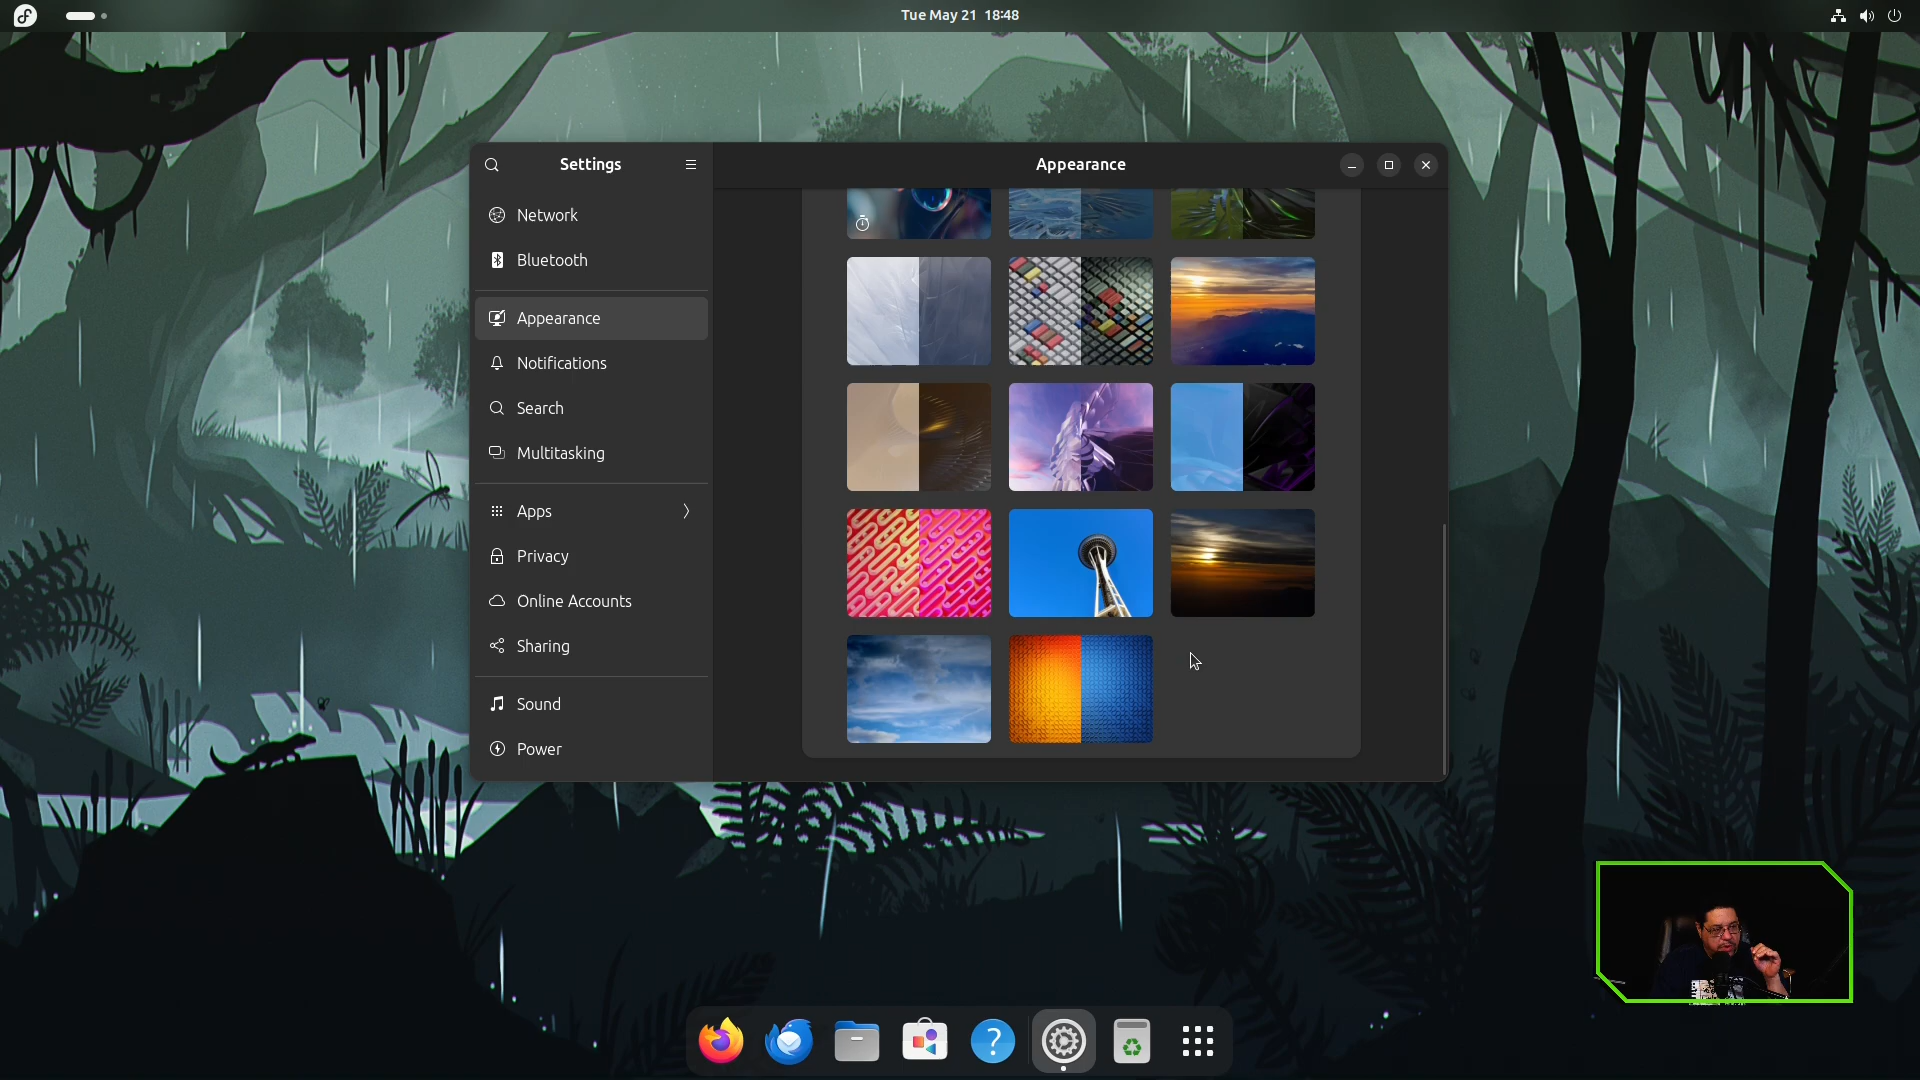 Tue May 21 18:48
Settings
Appearance
Network
Bluetooth
Appearance
Notifications
Search
Multitasking
Apps
Privacy
Online Accounts
Sharing
Sound
Power
?